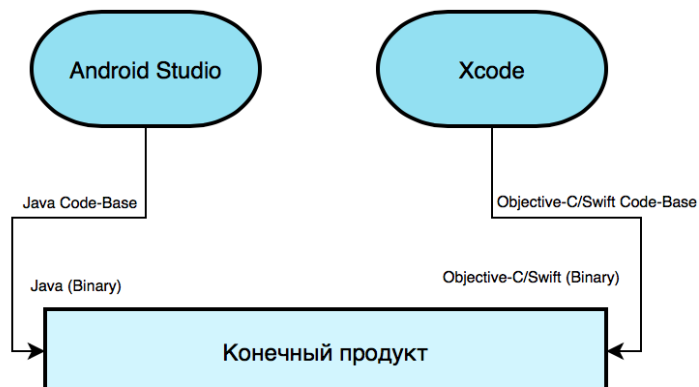 Android Studio
Xcode
Java Code-Base
Objective-C/Swift Code-Base
Java (Binary)
Objective-C/Swift (Binary)
Конечный продукт